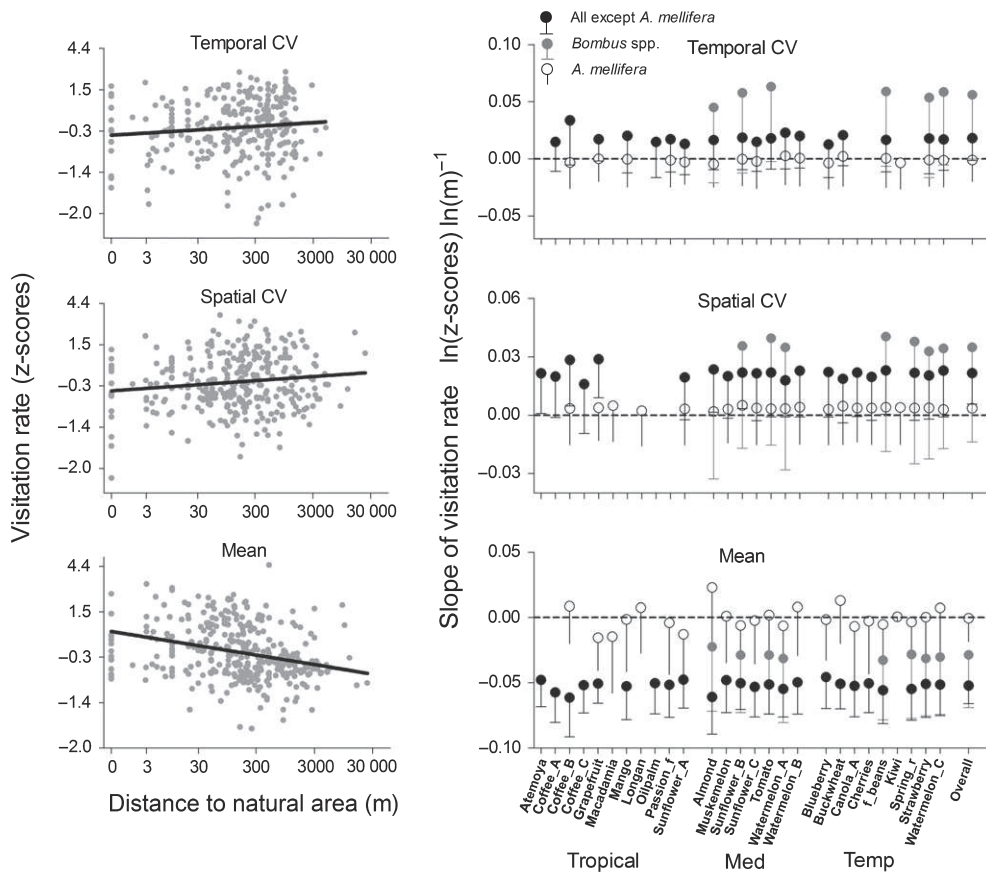 Temporal CV
4.4
1.5
−0.3
−1.4
−2.0
0 3 30 300 3000 30 000
Spatial CV
4.4
1.5
−0.3
−1.4
−2.0
0 3 30 300 3000 30 000
Mean
4.4
1.5
−0.3
−1.4
−2.0
0 3 30 300 3000 30 000
Visitation rate (z-scores)
Distance to natural area (m)
All except A. mellifera
Bombus spp.
A. mellifera
Temporal CV
0.10
0.05
0.00
−0.05
Spatial CV
0.06
0.03
0.00
−0.03
Mean
0.05
0.00
−0.05
−0.10
Slope of visitation rate ln(z-scores) ln(m)⁻¹
Atemoya
Coffee_A
Coffee_B
Coffee_C
Grapefruit
Macadamia
Mango
Longan
Oilpalm
Passion_f
Sunflower_A
Almond
Muskmelon
Sunflower_B
Sunflower_C
Tomato
Watermelon_A
Watermelon_B
Blueberry
Buckwheat
Canola_A
Cherries
f_beans
Kiwi
Spring_r
Strawberry
Watermelon_C
Overall
Tropical Med Temp